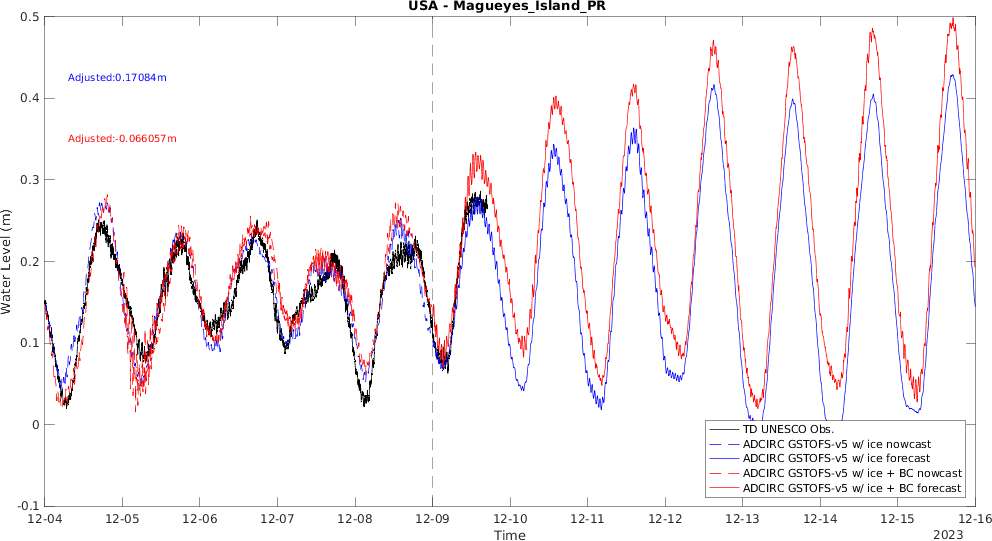 USA - Magueyes_Island_PR
0.5
0.4
0.3
0.2
0.1
0
-0.1
Water Level (m)
Adjusted:0.17084m
Adjusted:-0.066057m
TD UNESCO Obs.
ADCIRC GSTOFS-v5 w/ ice nowcast
ADCIRC GSTOFS-v5 w/ ice forecast
ADCIRC GSTOFS-v5 w/ ice + BC nowcast
ADCIRC GSTOFS-v5 w/ ice + BC forecast
12-04 12-05 12-06 12-07 12-08 12-09 12-10 12-11 12-12 12-13 12-14 12-15 12-16
Time
2023